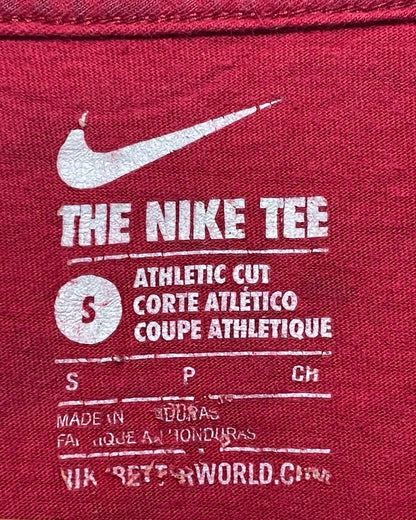 THE NIKE TEE
S
ATHLETIC CUT
CORTE ATLÉTICO
COUPE ATHLETIQUE
S P CH
MADE IN
HONDURAS